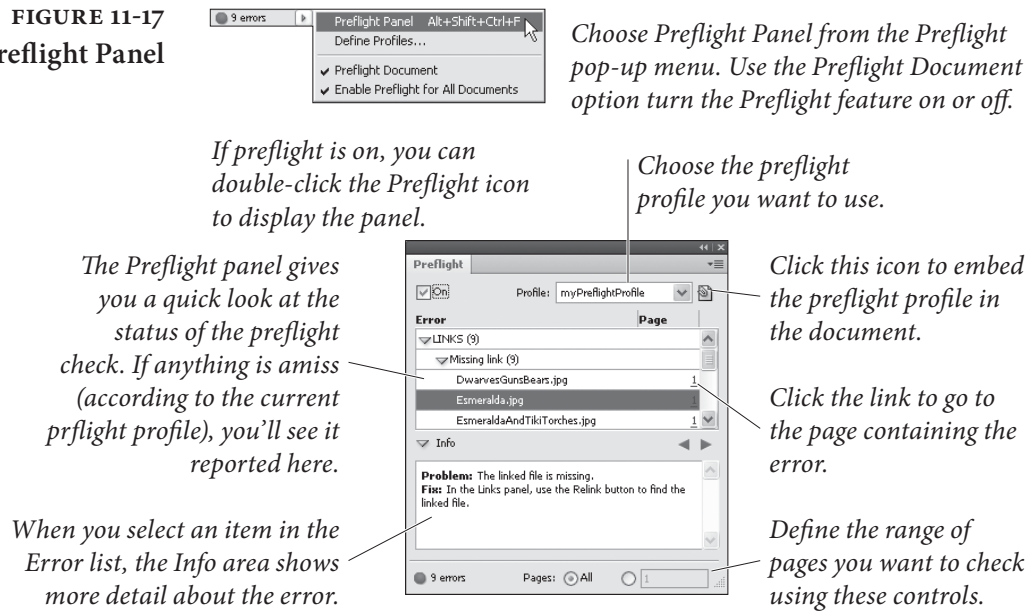 FIGURE 11-17
reflight Panel
9 errors
Preflight Panel Alt+Shift+Ctrl+F
Define Profiles...
Preflight Document
Enable Preflight for All Documents
Choose Preflight Panel from the Preflight
pop-up menu. Use the Preflight Document
option turn the Preflight feature on or off.
If preflight is on, you can
double-click the Preflight icon
to display the panel.
Choose the preflight
profile you want to use.
The Preflight panel gives
you a quick look at the
status of the preflight
check. If anything is amiss
(according to the current
prflight profile), you'll see it
reported here.
When you select an item in the
Error list, the Info area shows
more detail about the error.
Preflight
On Profile: myPreflightProfile
Error Page
LINKS (9)
Missing link (9)
DwarvesGunsBears.jpg 1
Esmeralda.jpg 1
EsmeraldaAndTikiTorches.jpg 1
Info
Problem: The linked file is missing.
Fix: In the Links panel, use the Relink button to find the
linked file.
9 errors Pages: All 1
Click this icon to embed
the preflight profile in
the document.
Click the link to go to
the page containing the
error.
Define the range of
pages you want to check
using these controls.